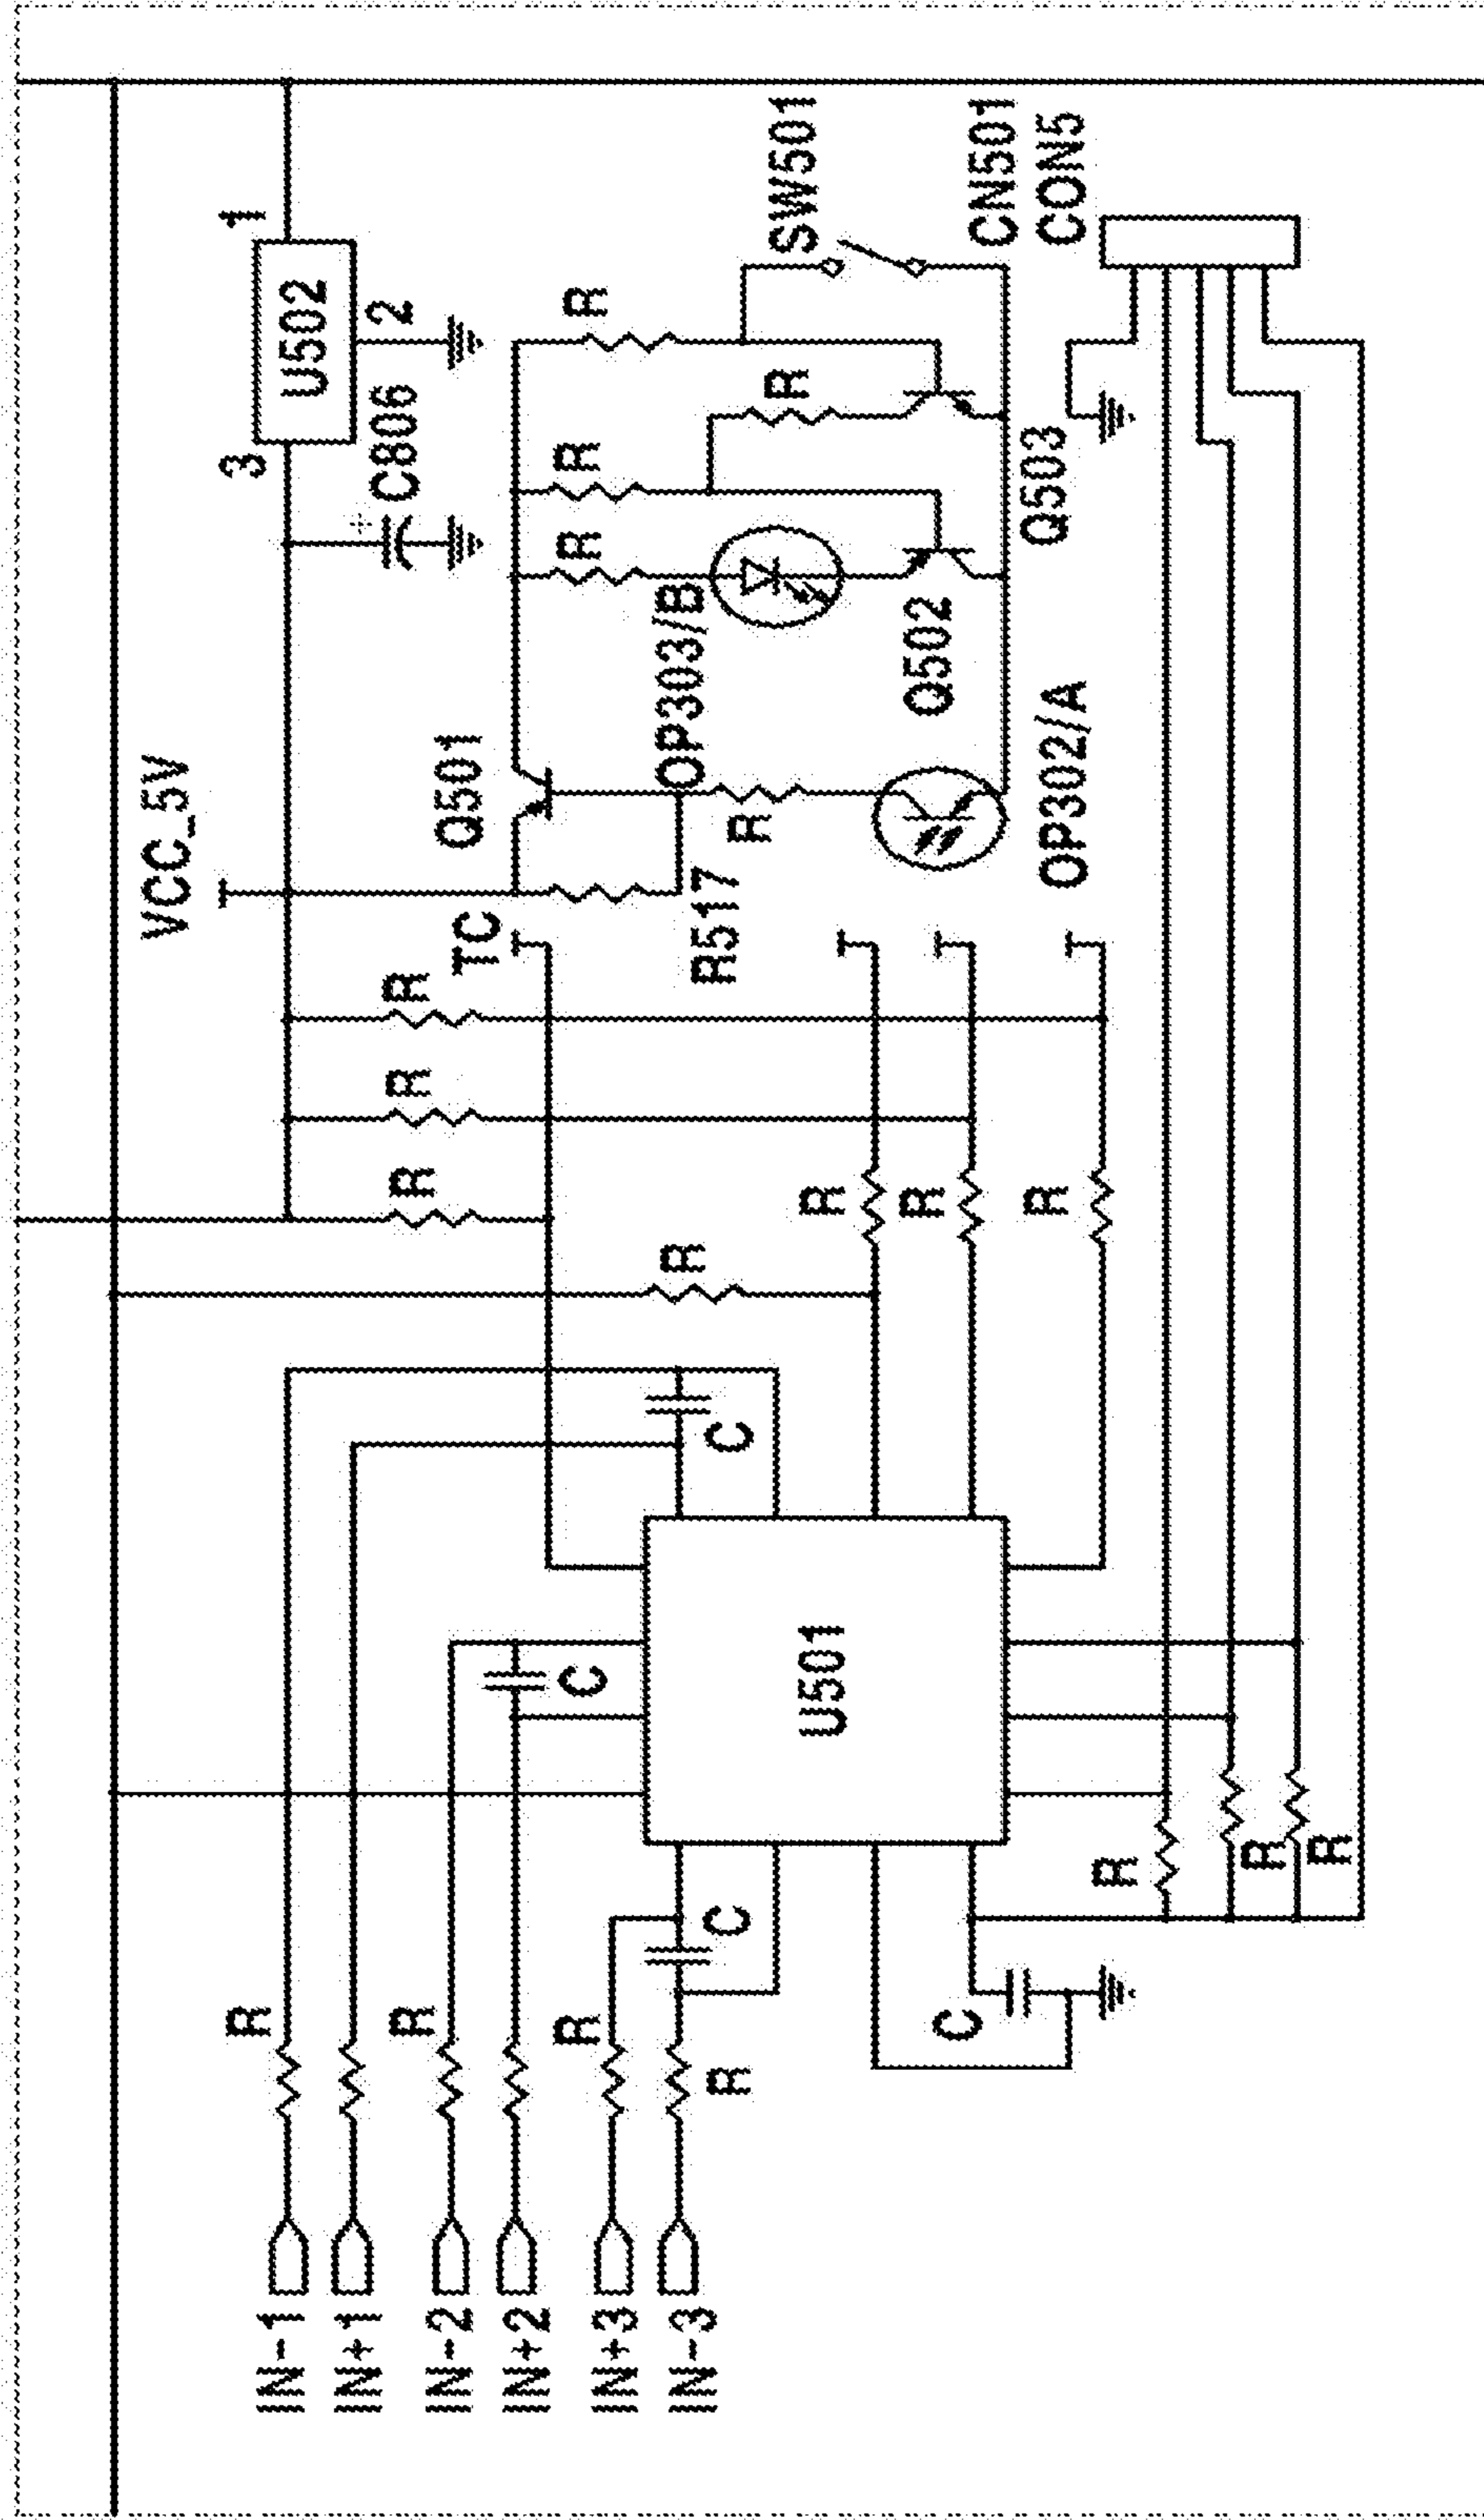 IN-1
IN+1
IN-2
IN+2
IN+3
IN-3
R
R
R
R
C
C
C
C
U501
R
R
R
R
R
R
R
R
R
R
TC
VCC_5V
Q501
R517
R
OP303/B
OP302/A
Q502
Q503
R
R
R
R
3
U502
1
2
C806
SW501
CN501
CON5